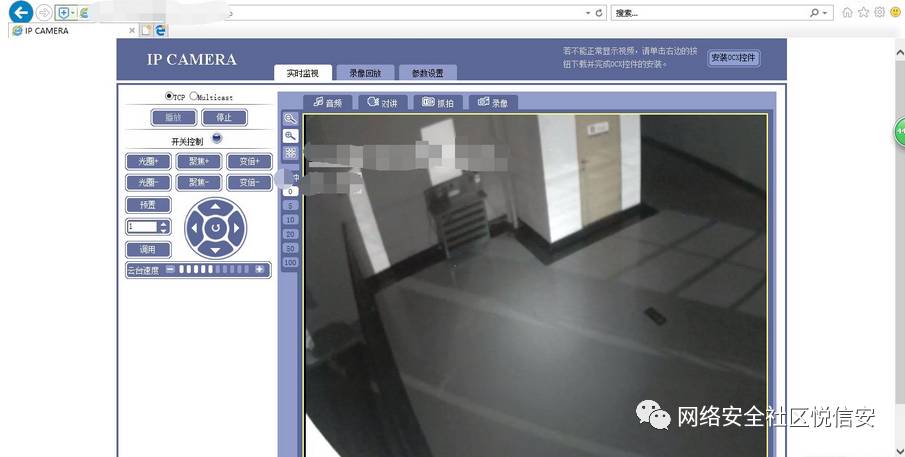 搜索...
IP CAMERA
IP CAMERA
若不能正常显示视频，请单击右边的按
钮下载并完成OCX控件的安装。
安装OCX控件
实时监视 录像回放 参数设置
TCP Multicast
播放 停止
开关控制
光圈+ 聚焦+ 变倍+
光圈- 聚焦- 变倍-
预置
1
调用
云台速度
音频 对讲 抓拍 录像
0
5
10
20
50
100
网络安全社区悦信安